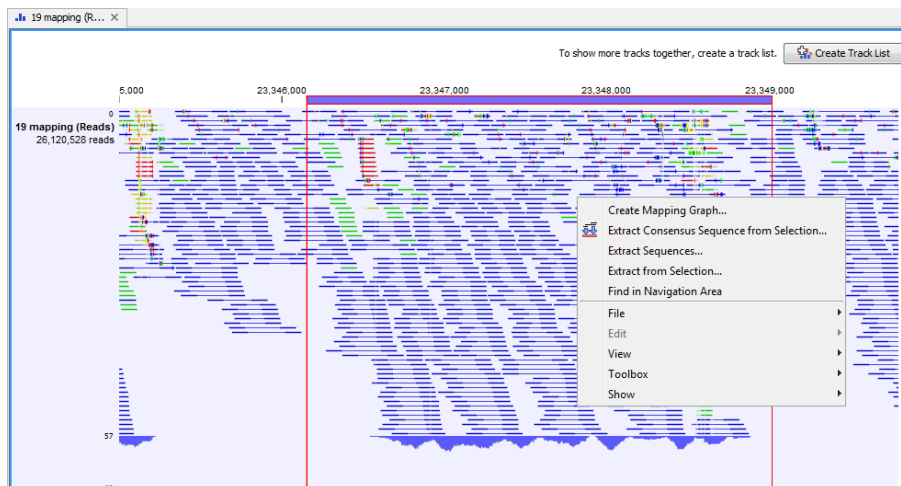 19 mapping (R...
To show more tracks together, create a track list.
Create Track List
5,000
23,346,000
23,347,000
23,348,000
23,349,000
0
19 mapping (Reads)
26,120,528 reads
Create Mapping Graph...
Extract Consensus Sequence from Selection...
Extract Sequences...
Extract from Selection...
Find in Navigation Area
File
Edit
View
Toolbox
Show
57